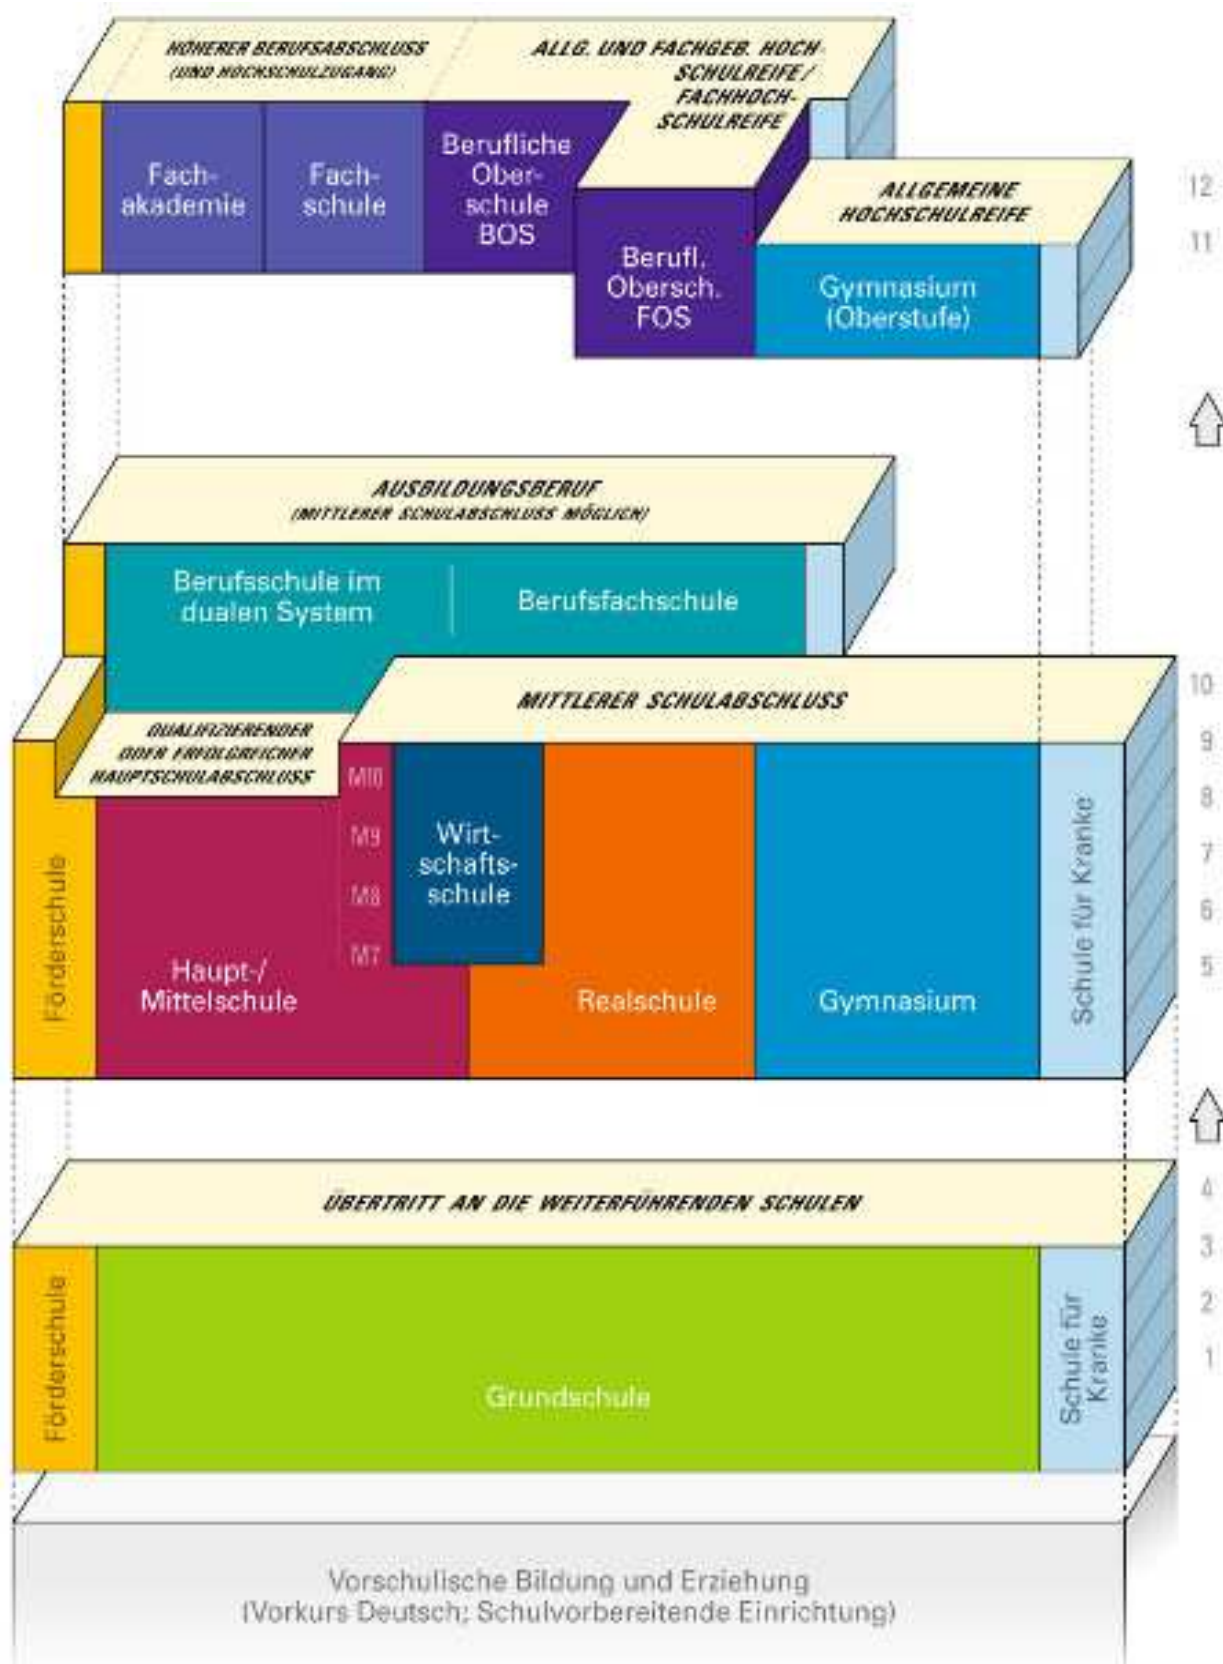 HÖHERER BERUFSABSCHLUSS
(UND HOCHSCHULZUGANG)
ALLG. UND FACHGEB. HOCH-
SCHULREIFE/
FACHHOCH-
SCHULREIFE
Fach-
akademie
Fach-
schule
Berufliche
Ober-
schule
BOS
Berufl.
Obersch.
FOS
ALLGEMEINE
HOCHSCHULREIFE
Gymnasium
(Oberstufe)
12
11
AUSBILDUNGSBERUF
(MITTLERER SCHULABSCHLUSS MÖGLICH)
Berufsschule im
dualen System
Berufsfachschule
MITTLERER SCHULABSCHLUSS
QUALIFIZIERENDER
ODER ERFOLGREICHER
HAUPTSCHULABSCHLUSS
Förderschule
Haupt-/
Mittelschule
M10
M9
M8
M7
Wirt-
schafts-
schule
Realschule
Gymnasium
Schule für Kranke
10
9
8
7
6
5
ÜBERTRITT AN DIE WEITERFÜHRENDEN SCHULEN
Förderschule
Grundschule
Schule für
Kranke
4
3
2
1
Vorschulische Bildung und Erziehung
(Vorkurs Deutsch; Schulvorbereitende Einrichtung)